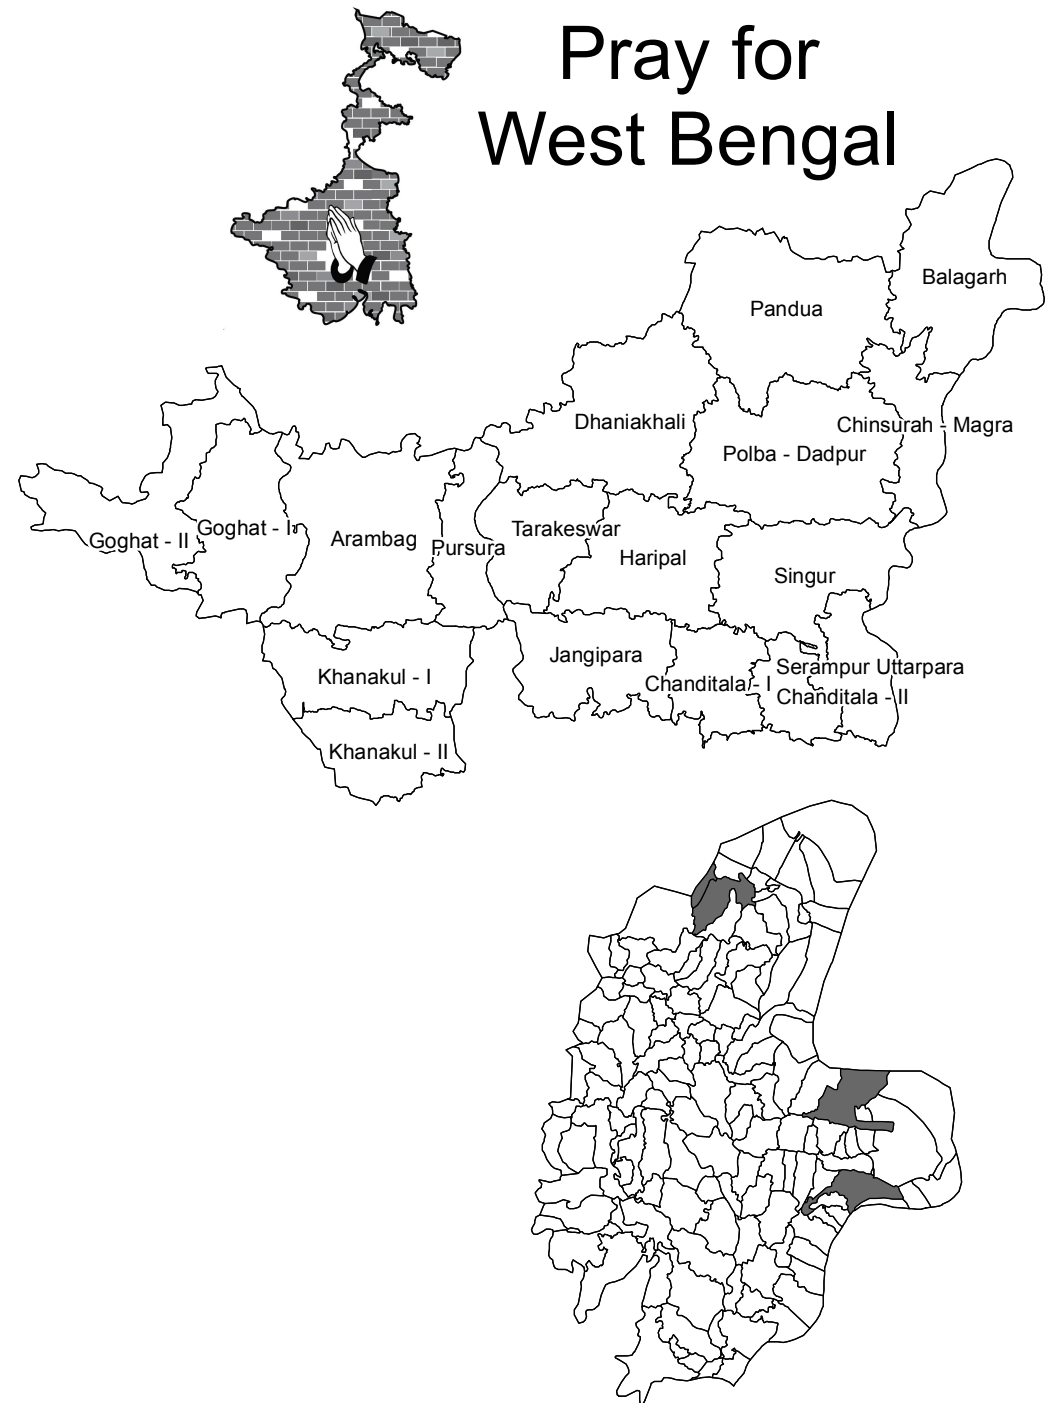 Pray for
West Bengal
Balagarh
Pandua
Dhaniakhali
Chinsurah - Magra
Polba - Dadpur
Goghat - II
Goghat - I
Arambag
Pursura
Tarakeswar
Haripal
Singur
Jangipara
Serampur Uttarpara
Khanakul - I
Chanditala - I
Chanditala - II
Khanakul - II